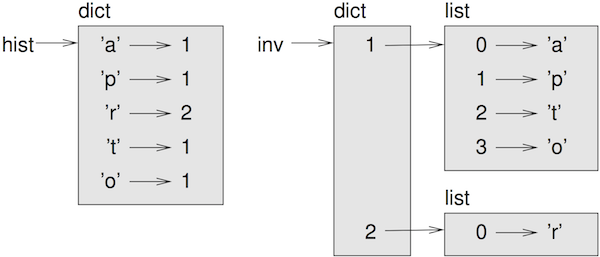 dict
hist
'a' 1
'p' 1
'r' 2
't' 1
'o' 1
dict
inv
1
2
list
0 'a'
1 'p'
2 't'
3 'o'
list
0 'r'